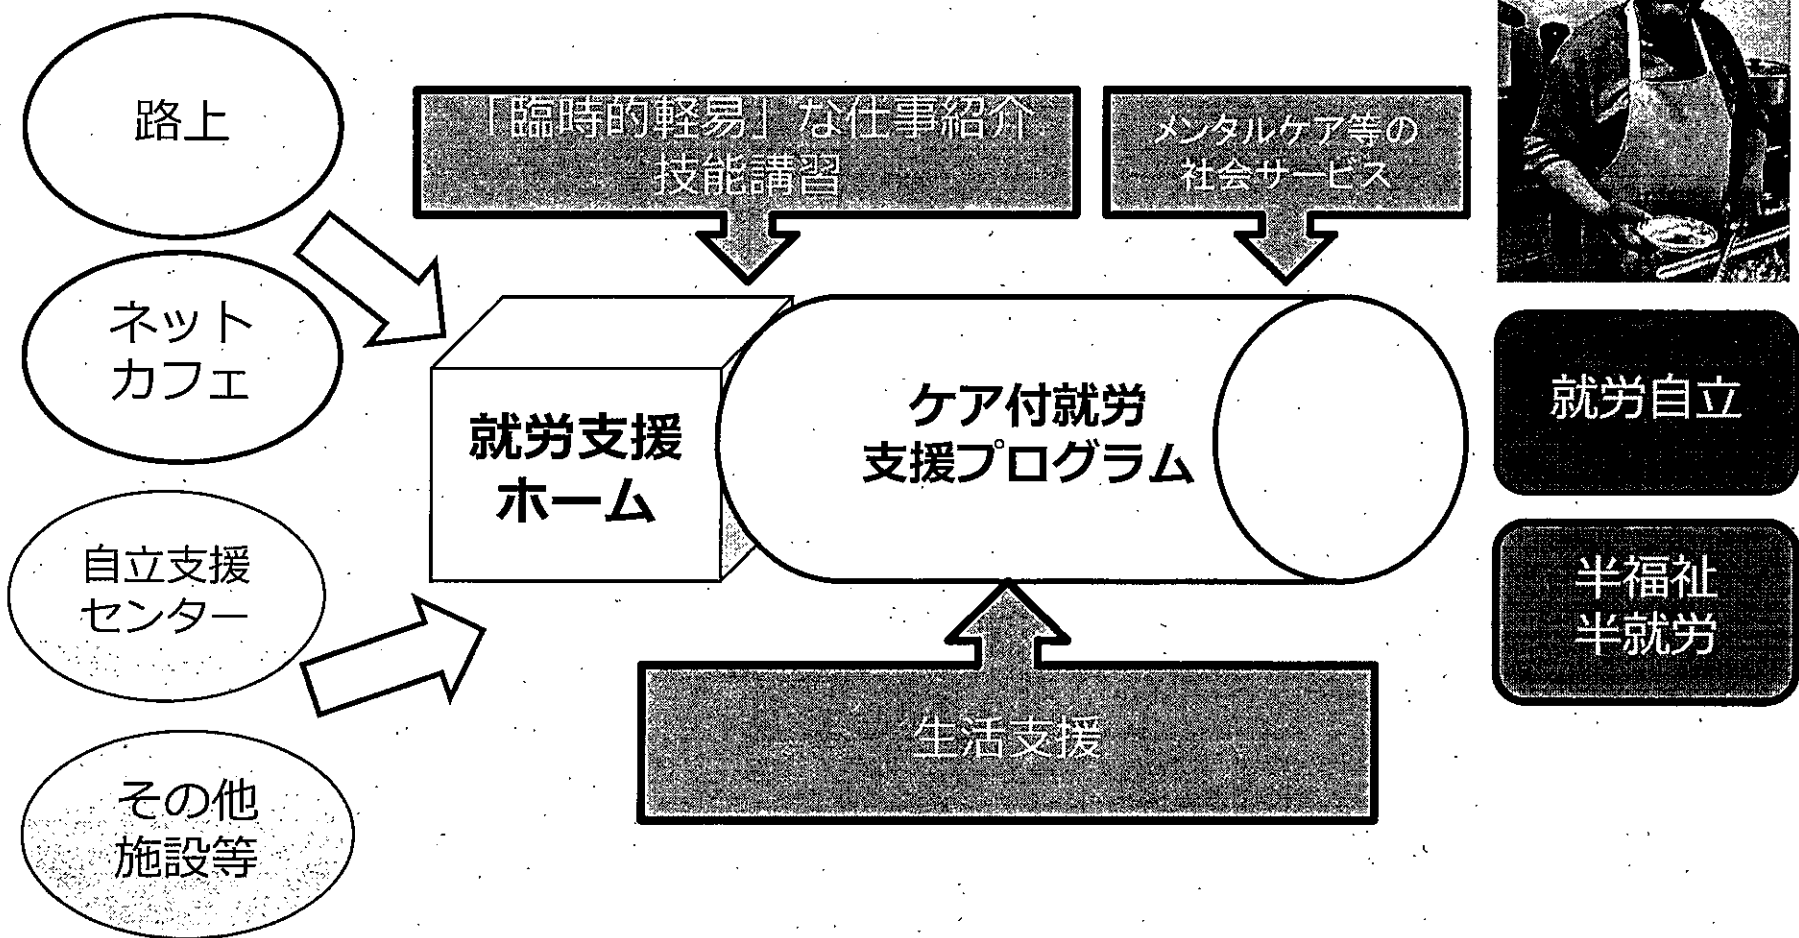 路上
ネット
カフェ
自立支援
センター
その他
施設等
「臨時的軽易」な仕事紹介
技能講習
メンタルケア等の
社会サービス
就労支援
ホーム
ケア付就労
支援プログラム
生活支援
就労自立
半福祉
半就労